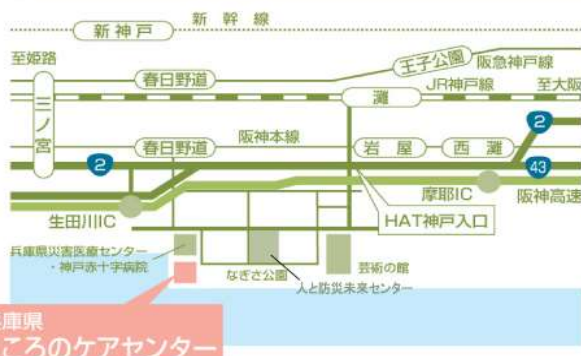 新幹線
新神戸
至姫路
王子公園
阪急神戸線
春日野道
JR神戸線
至大阪
三ノ宮
灘
2
阪神本線
春日野道
岩屋
西灘
2
43
摩耶IC
阪神高速
生田川IC
HAT神戸入口
兵庫県災害医療センター
・神戸赤十字病院
なぎさ公園
芸術の館
人と防災未来センター
庫県
ころのケアセンター